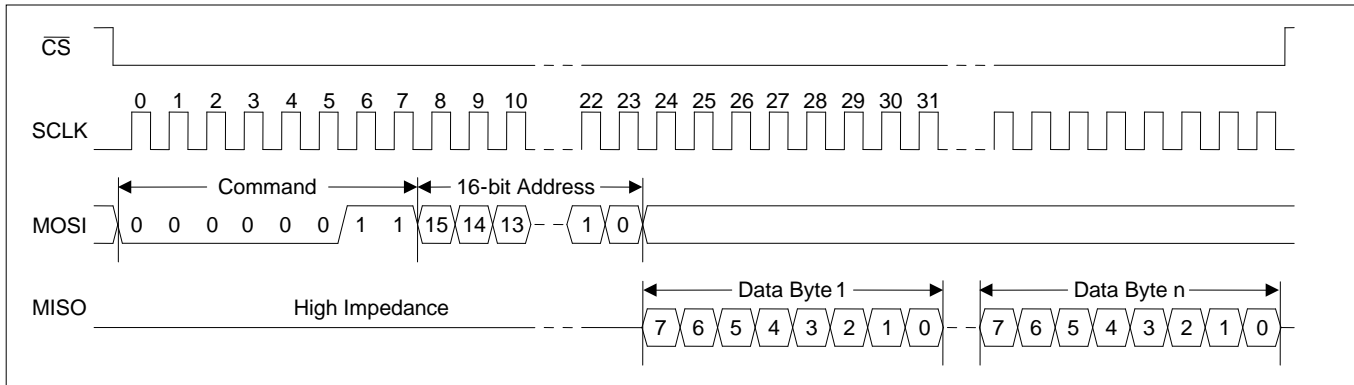 CS
0 1 2 3 4 5 6 7 8 9 10 22 23 24 25 26 27 28 29 30 31
SCLK
Command 16-bit Address
MOSI 0 0 0 0 0 0 1 1 15 14 13 1 0
Data Byte 1 Data Byte n
MISO High Impedance
7 6 5 4 3 2 1 0 7 6 5 4 3 2 1 0